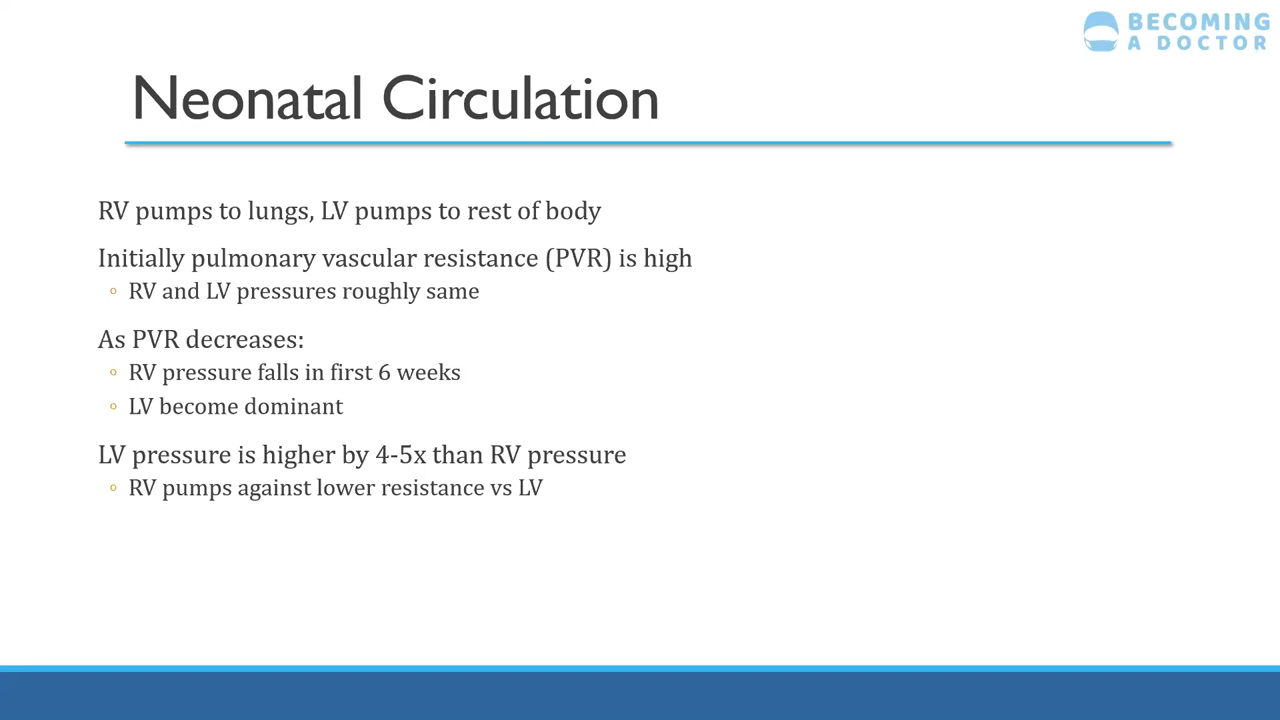 BECOMING
A DOCTOR
Neonatal Circulation
RV pumps to lungs, LV pumps to rest of body
Initially pulmonary vascular resistance (PVR) is high
◦ RV and LV pressures roughly same
As PVR decreases:
◦ RV pressure falls in first 6 weeks
◦ LV become dominant
LV pressure is higher by 4-5x than RV pressure
◦ RV pumps against lower resistance vs LV